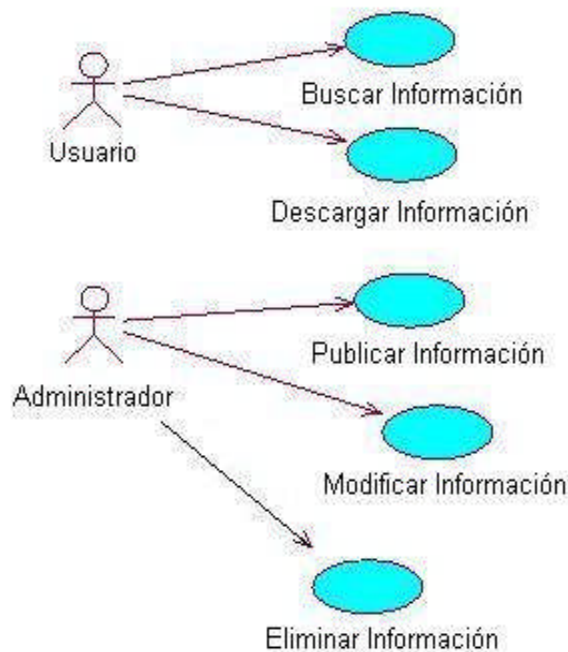 Buscar Información
Usuario
Descargar Información
Publicar Información
Administrador
Modificar Información
Eliminar Información